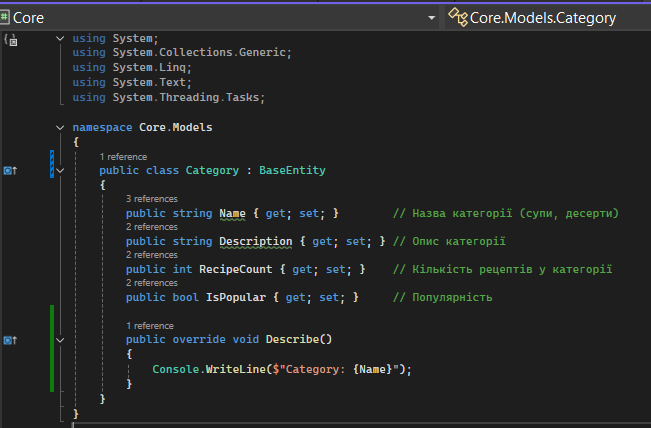 Core Core.Models.Category
using System;
using System.Collections.Generic;
using System.Linq;
using System.Text;
using System.Threading.Tasks;
namespace Core.Models
{
1 reference
public class Category : BaseEntity
{
3 references
public string Name { get; set; } // Назва категорії (супи, десерти)
2 references
public string Description { get; set; } // Опис категорії
2 references
public int RecipeCount { get; set; } // Кількість рецептів у категорії
2 references
public bool IsPopular { get; set; } // Популярність
1 reference
public override void Describe()
{
Console.WriteLine($"Category: {Name}");
}
}
}